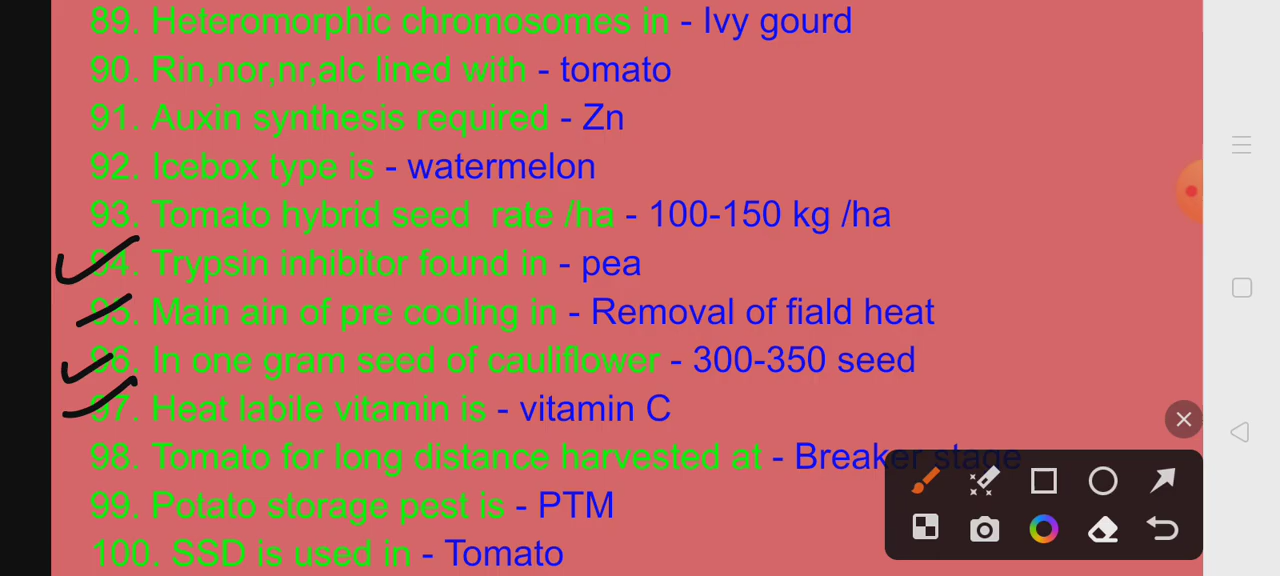 89. Heteromorphic chromosomes in - Ivy gourd
90. Rin,nor,nr,alc lined with - tomato
91. Auxin synthesis required - Zn
92. Icebox type is - watermelon
93. Tomato hybrid seed rate /ha - 100-150 kg /ha
94. Trypsin inhibitor found in - pea
95. Main ain of pre cooling in - Removal of fiald heat
96. In one gram seed of cauliflower - 300-350 seed
97. Heat labile vitamin is - vitamin C
98. Tomato for long distance harvested at - Breaker stage
99. Potato storage pest is - PTM
100. SSD is used in - Tomato